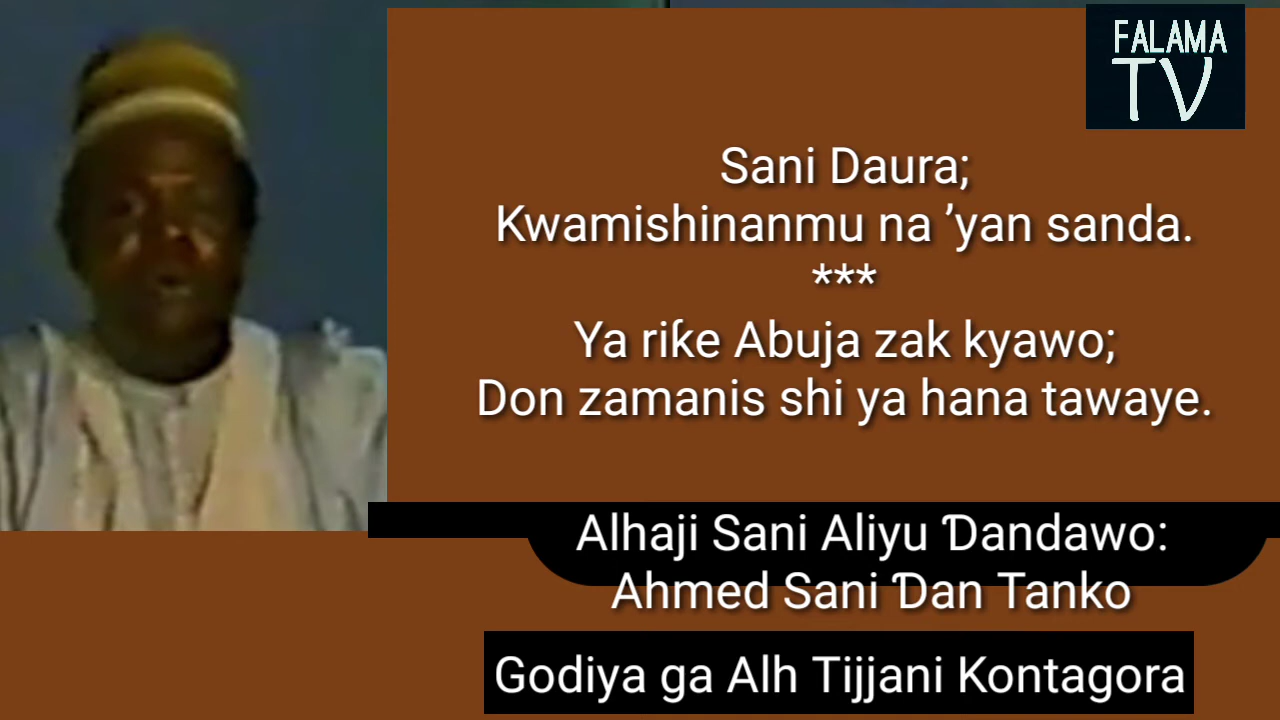 FALAMA
TV
Sani Daura;
Kwamishinanmu na ’yan sanda.
***
Ya riƙe Abuja zak kyawo;
Don zamanis shi ya hana tawaye.
Alhaji Sani Aliyu Ɗandawo:
Ahmed Sani Ɗan Tanko
Godiya ga Alh Tijjani Kontagora